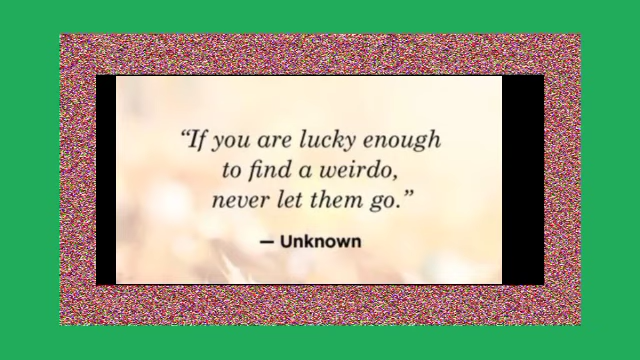 “If you are lucky enough
to find a weirdo,
never let them go.”
— Unknown